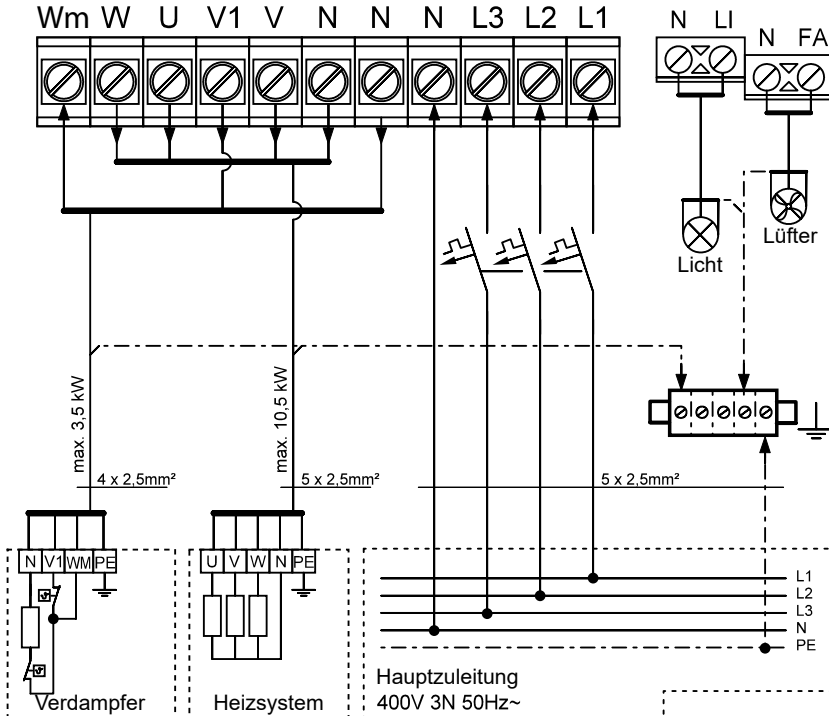 Wm W U V1 V N N N L3 L2 L1
N LI
N FA
Licht
Lüfter
max. 3,5 kW
max. 10,5 kW
4 x 2,5mm²
5 x 2,5mm²
5 x 2,5mm²
N V1 WM PE
U V W N PE
L1
L2
L3
N
PE
Verdampfer
Heizsystem
Hauptzuleitung
400V 3N 50Hz~